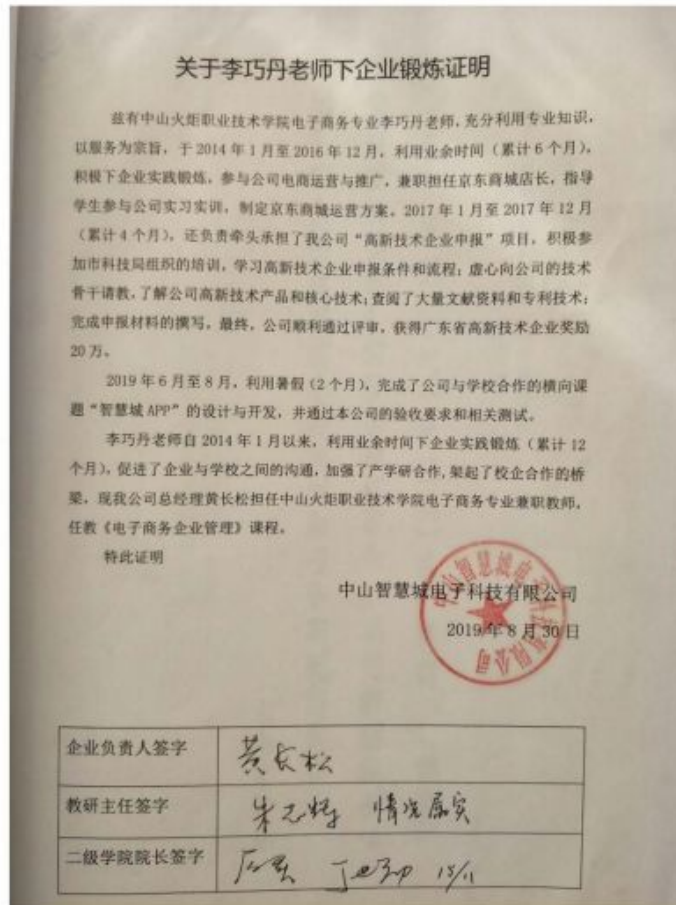 关于李巧丹老师下企业锻炼证明
兹有中山火炬职业技术学院电子商务专业李巧丹老师，充分利用专业知识，
以服务为宗旨，于2014年1月至2016年12月，利用业余时间（累计6个月），
积极下企业实践锻炼，参与公司电商运营与推广，兼职担任京东商城店长，指导
学生参与公司实习实训，制定京东商城运营方案。2017年1月至2017年12月
（累计4个月），还负责牵头承担了我公司“高新技术企业申报”项目，积极参
加市科技局组织的培训，学习高新技术企业申报条件和流程；虚心向公司的技术
骨干请教，了解公司高新技术产品和核心技术；查阅了大量文献资料和专利技术；
完成申报材料的撰写。最终，公司顺利通过评审，获得广东省高新技术企业奖励
20万。
2019年6月至8月，利用暑假（2个月），完成了公司与学校合作的横向课
题“智慧城APP”的设计与开发，并通过本公司的验收要求和相关测试。
李巧丹老师自2014年1月以来，利用业余时间下企业实践锻炼（累计12
个月），促进了企业与学校之间的沟通，加强了产学研合作，架起了校企合作的桥
梁。现我公司总经理黄长松担任中山火炬职业技术学院电子商务专业兼职教师，
任教《电子商务企业管理》课程。
特此证明
中山智慧城电子科技有限公司
2019年8月30日
中山智慧城电子科技有限公司
企业负责人签字 黄长松
教研主任签字 情况属实
二级学院院长签字 15/11